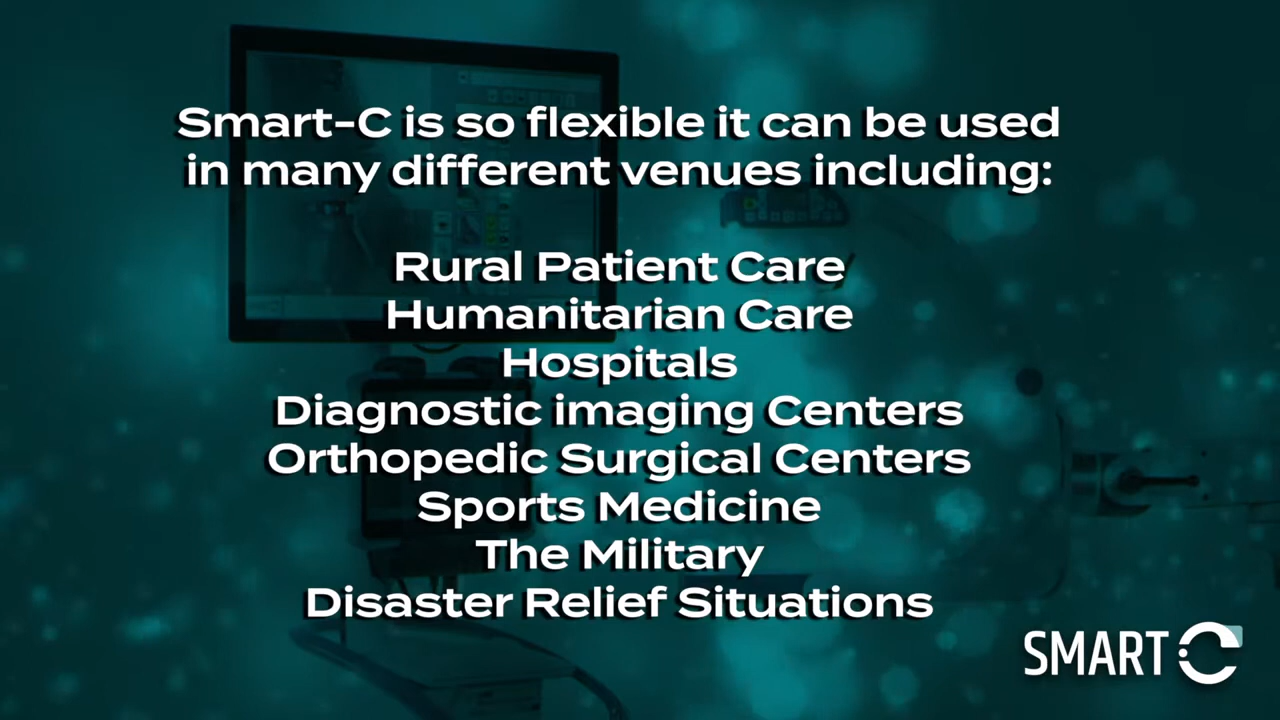 Smart-C is so flexible it can be used
in many different venues including:
Rural Patient Care
Humanitarian Care
Hospitals
Diagnostic imaging Centers
Orthopedic Surgical Centers
Sports Medicine
The Military
Disaster Relief Situations
SMART C